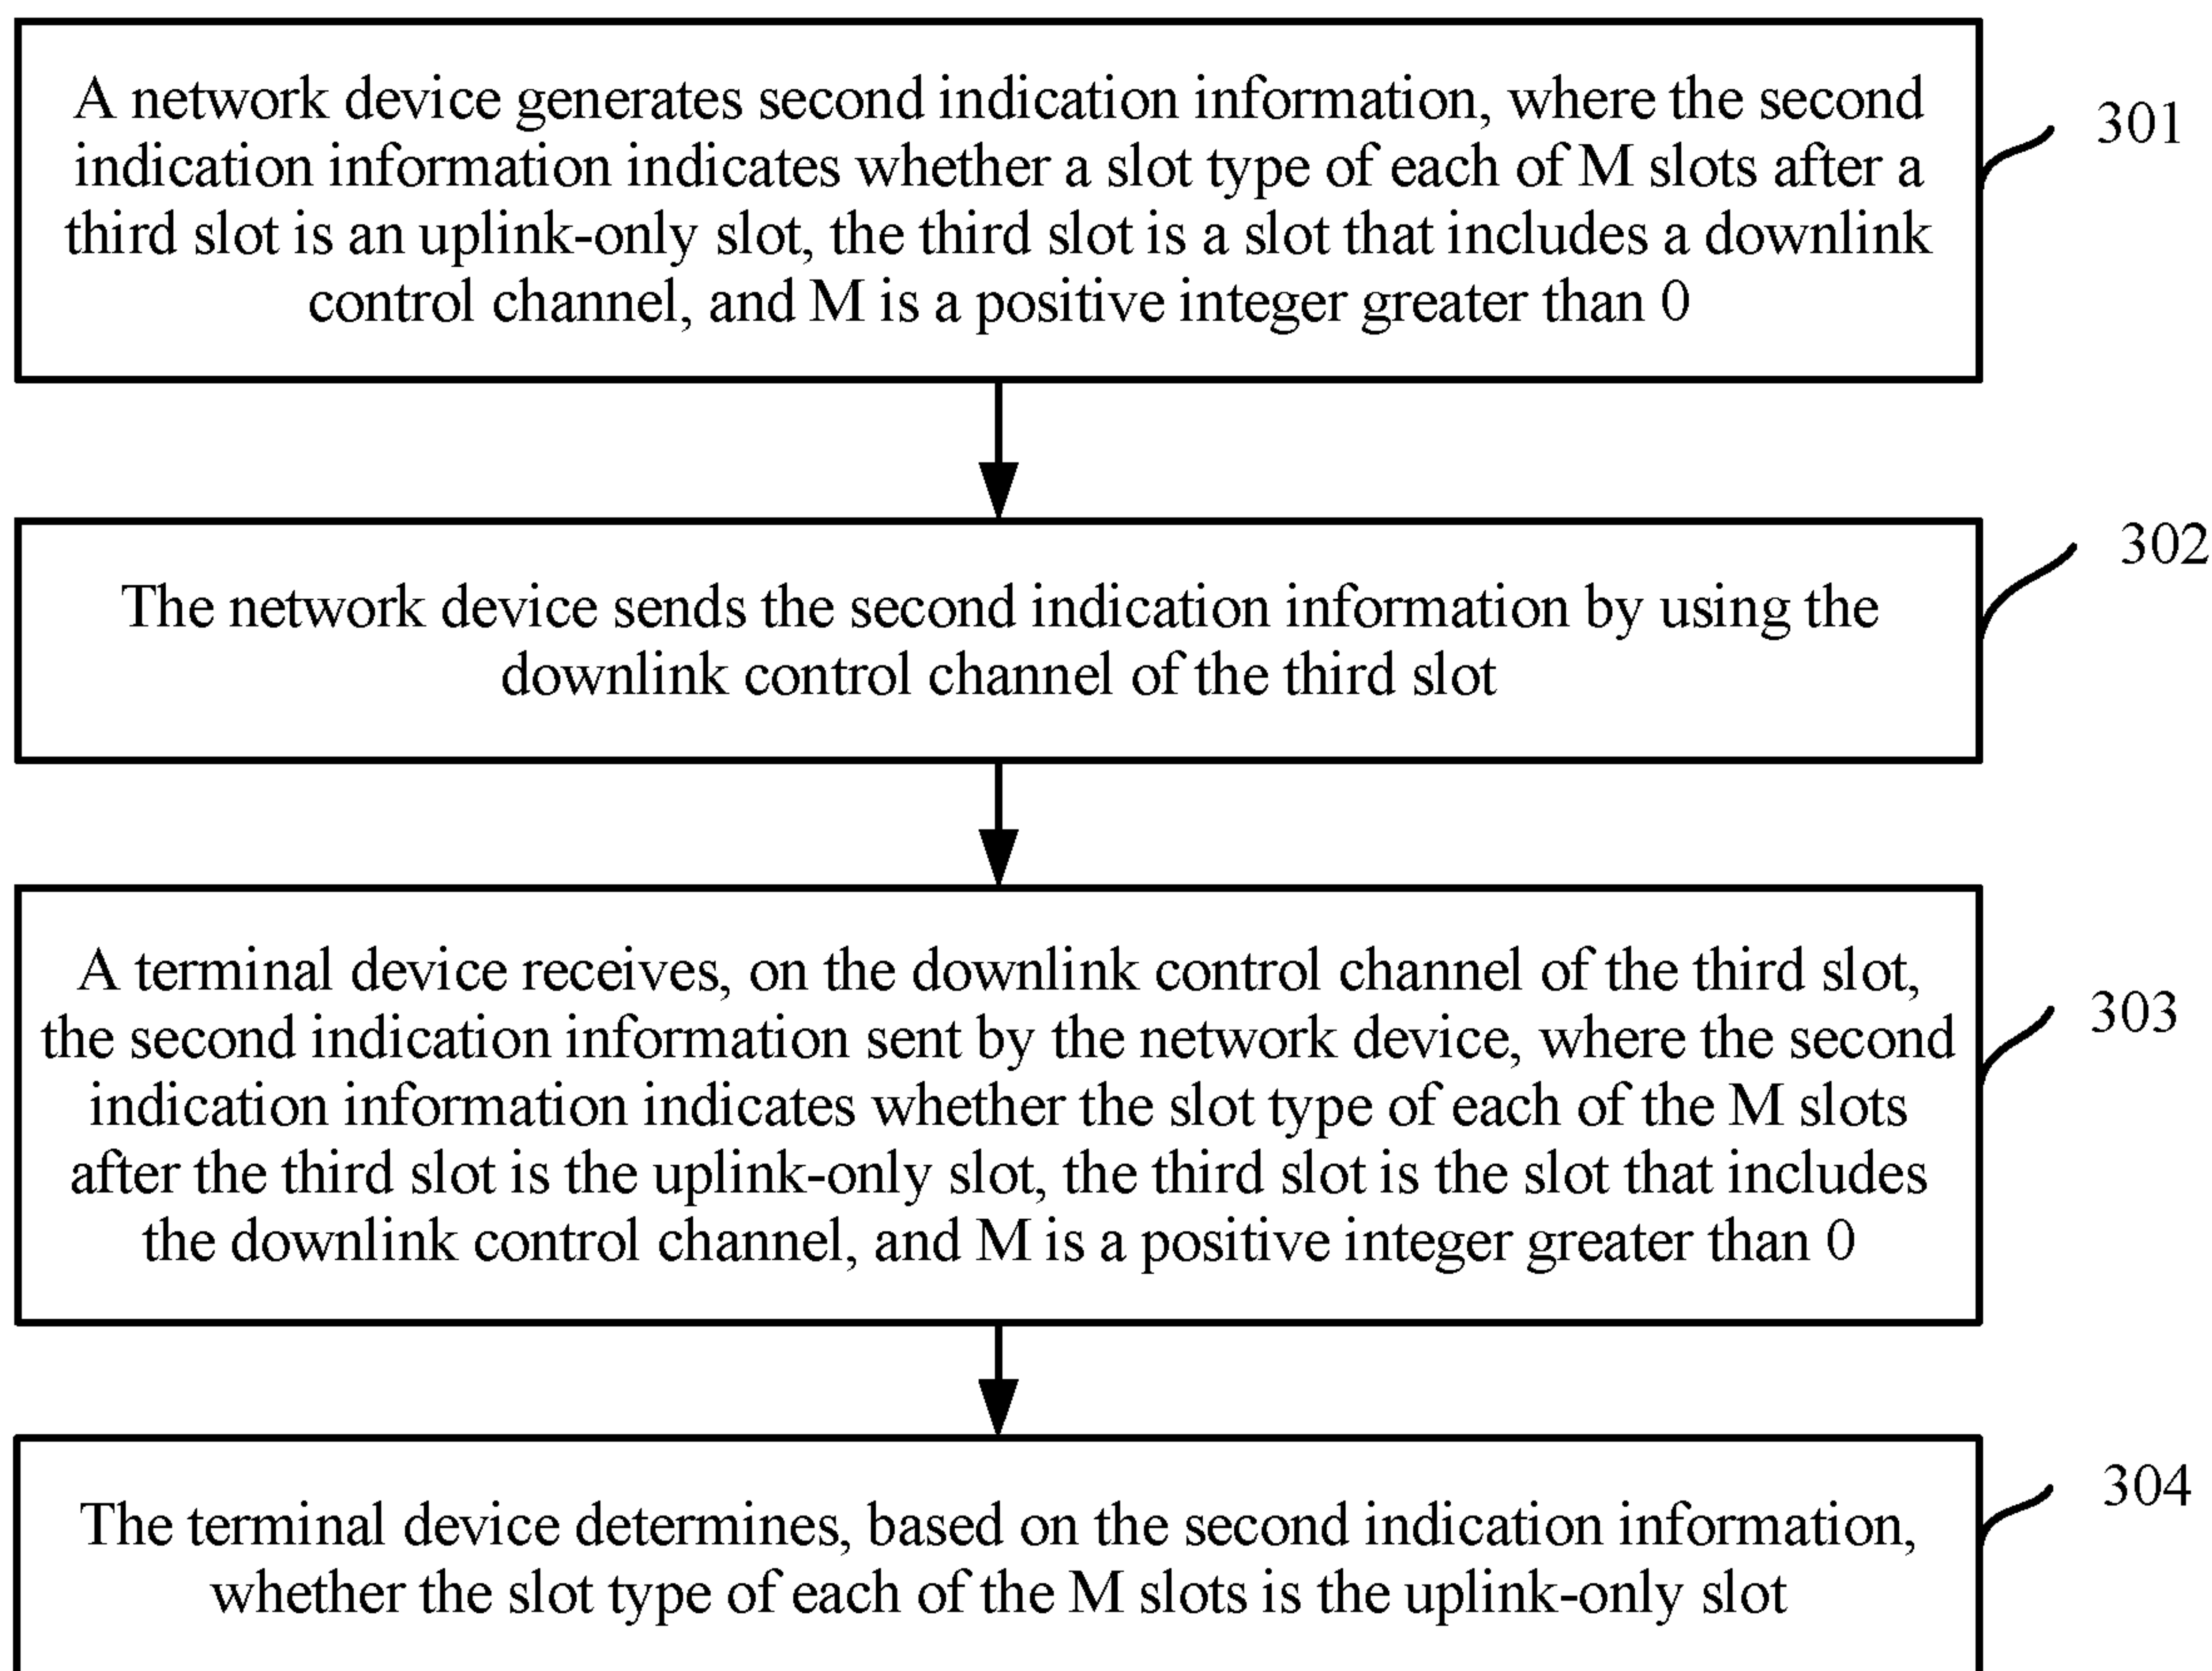 A network device generates second indication information, where the second
indication information indicates whether a slot type of each of M slots after a
third slot is an uplink-only slot, the third slot is a slot that includes a downlink
control channel, and M is a positive integer greater than 0
301
The network device sends the second indication information by using the
downlink control channel of the third slot
302
A terminal device receives, on the downlink control channel of the third slot,
the second indication information sent by the network device, where the second
indication information indicates whether the slot type of each of the M slots
after the third slot is the uplink-only slot, the third slot is the slot that includes
the downlink control channel, and M is a positive integer greater than 0
303
The terminal device determines, based on the second indication information,
whether the slot type of each of the M slots is the uplink-only slot
304